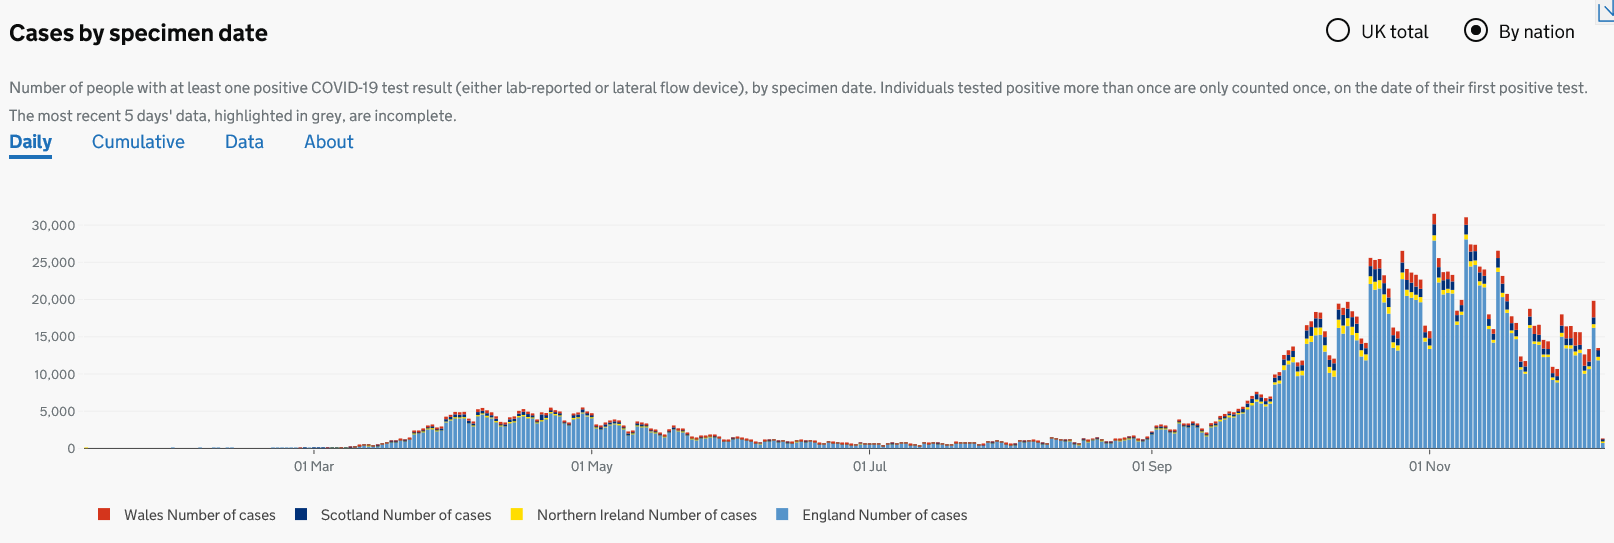 Cases by specimen date
UK total
By nation
Number of people with at least one positive COVID-19 test result (either lab-reported or lateral flow device), by specimen date. Individuals tested positive more than once are only counted once, on the date of their first positive test.
The most recent 5 days' data, highlighted in grey, are incomplete.
Daily Cumulative Data About
30,000
25,000
20,000
15,000
10,000
5,000
0
01 Mar 01 May 01 Jul 01 Sep 01 Nov
Wales Number of cases Scotland Number of cases Northern Ireland Number of cases England Number of cases